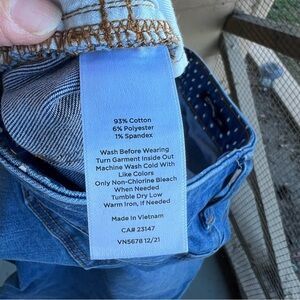 93% Cotton
6% Polyester
1% Spandex
Wash Before Wearing
Turn Garment Inside Out
Machine Wash Cold With
Like Colors
Only Non-Chlorine Bleach
When Needed
Tumble Dry Low
Warm Iron, If Needed
Made in Vietnam
CA# 23147
VN5678 12/21